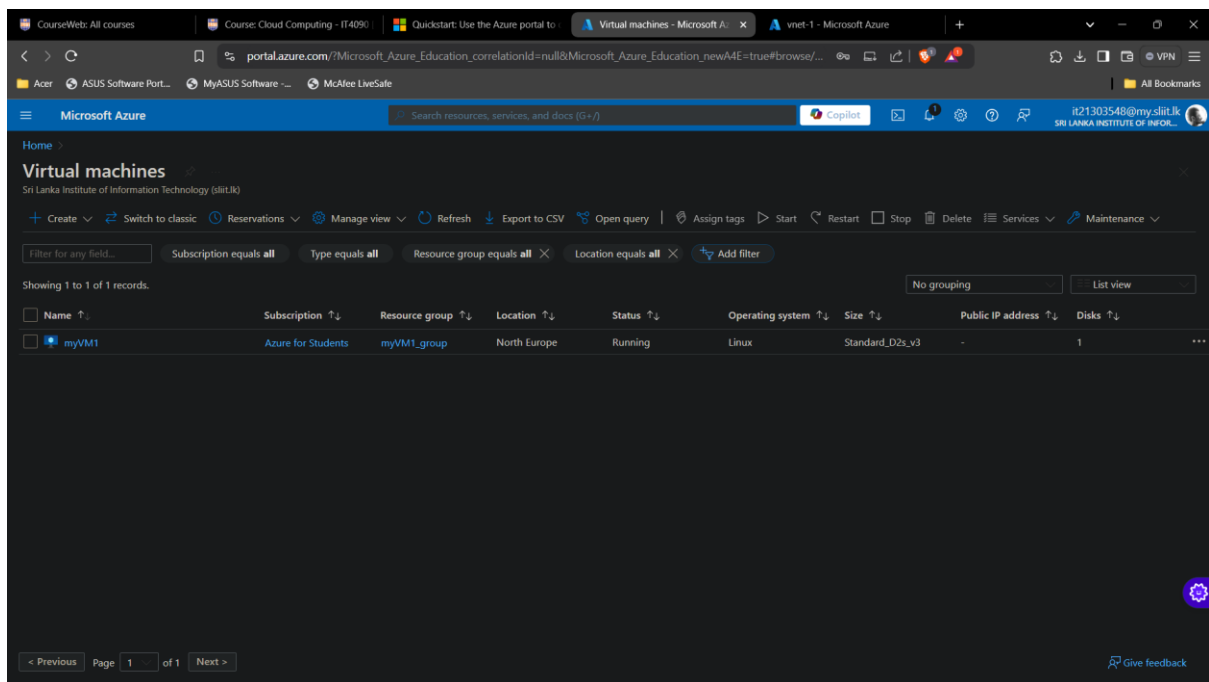 CourseWeb: All courses
Course: Cloud Computing - IT4090
Quickstart: Use the Azure portal to
Virtual machines - Microsoft Az
vnet-1 - Microsoft Azure
portal.azure.com/?Microsoft_Azure_Education_correlationId=null&Microsoft_Azure_Education_newA4E=true#browse/...
VPN
Acer
ASUS Software Port...
MyASUS Software -...
McAfee LiveSafe
All Bookmarks
Microsoft Azure
Search resources, services, and docs (G+/)
Copilot
1
it21303548@my.sliit.lk
SRI LANKA INSTITUTE OF INFOR...
Home >
Virtual machines
Sri Lanka Institute of Information Technology (sliit.lk)
Create
Switch to classic
Reservations
Manage view
Refresh
Export to CSV
Open query
Assign tags
Start
Restart
Stop
Delete
Services
Maintenance
Filter for any field...
Subscription equals all
Type equals all
Resource group equals all
Location equals all
Add filter
Showing 1 to 1 of 1 records.
No grouping
List view
Name
Subscription
Resource group
Location
Status
Operating system
Size
Public IP address
Disks
myVM1
Azure for Students
myVM1_group
North Europe
Running
Linux
Standard_D2s_v3
-
1
< Previous
Page 1 of 1
Next >
Give feedback